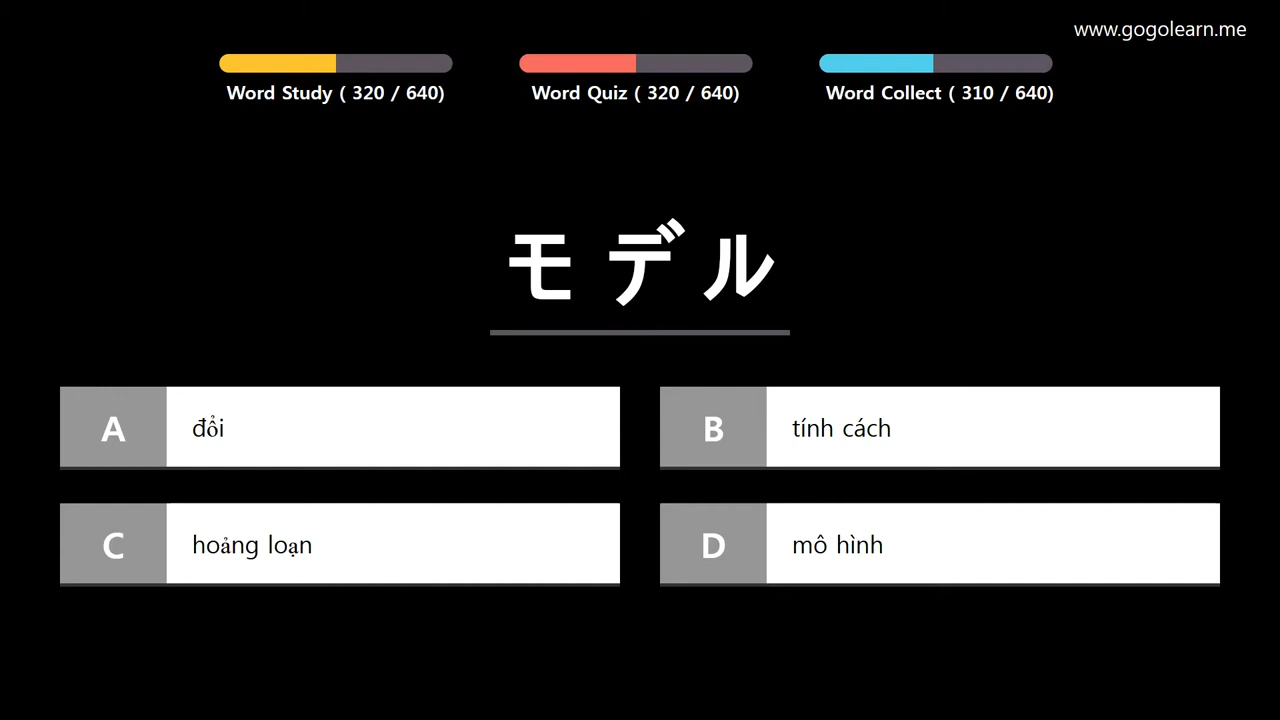 www.gogolearn.me
Word Study ( 320 / 640)
Word Quiz ( 320 / 640)
Word Collect ( 310 / 640)
モデル
A đổi
B tính cách
C hoảng loạn
D mô hình